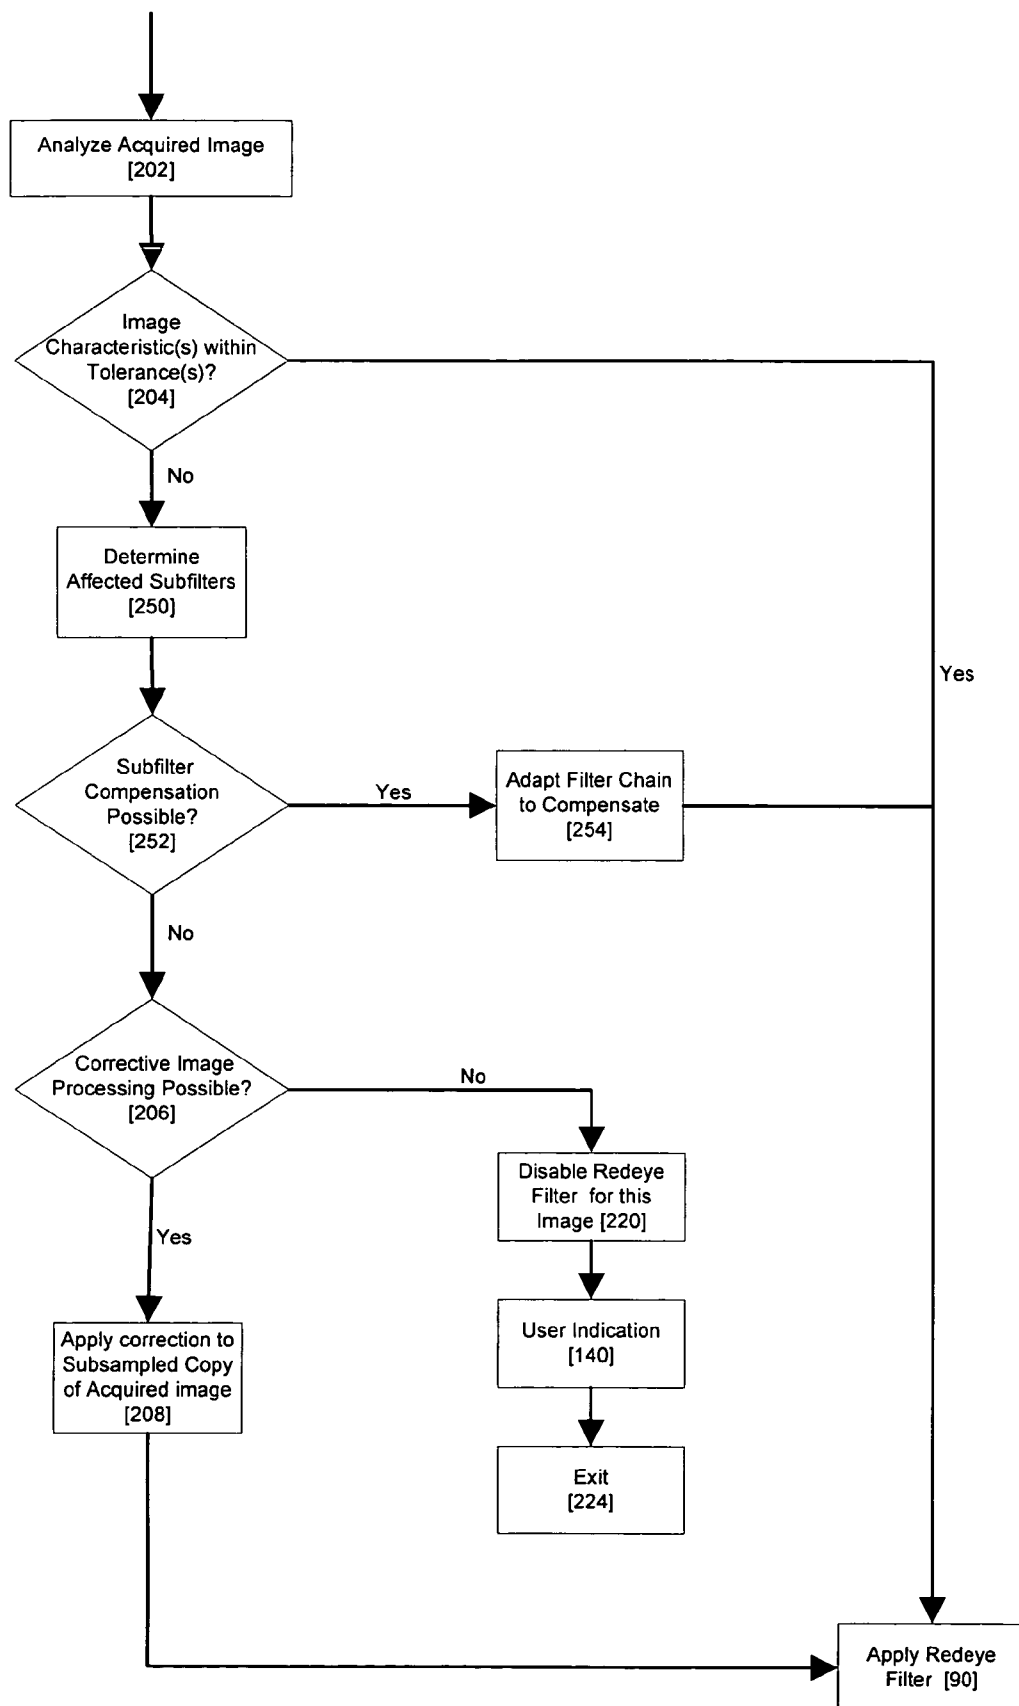 Analyze Acquired Image
[202]
Image
Characteristic(s) within
Tolerance(s)?
[204]
No
Determine
Affected Subfilters
[250]
Yes
Subfilter
Compensation
Possible?
[252]
Yes
Adapt Filter Chain
to Compensate
[254]
No
Corrective Image
Processing Possible?
[206]
No
Disable Redeye
Filter for this
Image [220]
Yes
User Indication
[140]
Apply correction to
Subsampled Copy
of Acquired image
[208]
Exit
[224]
Apply Redeye
Filter [90]